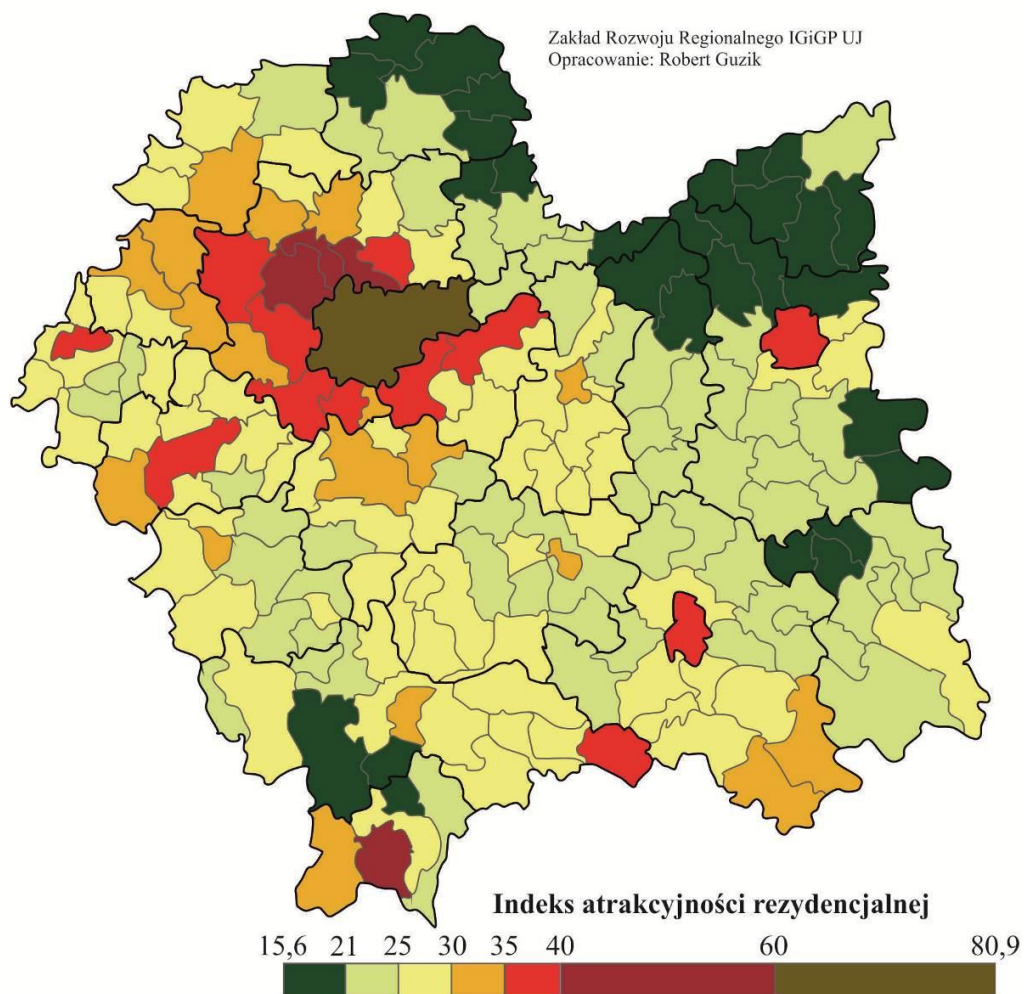 Zakład Rozwoju Regionalnego IGiGP UJ
Opracowanie: Robert Guzik
Indeks atrakcyjności rezydencjalnej
15,6 21 25 30 35 40 60 80,9